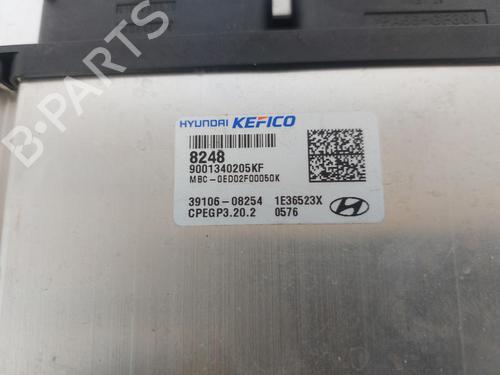 HYUNDAI KEFICO
8248
9001340205KF
MBC-0ED02F00050K
39106-08254 1E36523X
CPEGP3.20.2 0576
B-PARTS